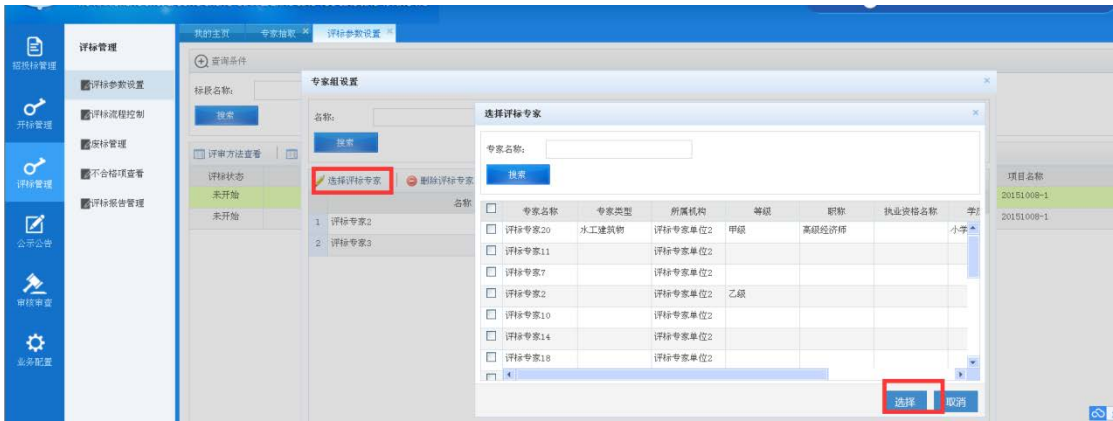 我的主页 专家抽取 × 评标参数设置 ×
招投标管理
开标管理
评标管理
公示公告
审核审查
业务配置
评标管理
评标参数设置
评标流程控制
废标管理
不合格项查看
评标报告管理
查询条件
标段名称:
搜索
评审方法查看
评标状态
未开始
未开始
专家组设置 ×
名称:
搜索
选择评标专家 删除评标专家
名称
1 评标专家2
2 评标专家3
选择评标专家 ×
专家名称:
搜索
专家名称 专家类型 所属机构 等级 职称 执业资格名称
评标专家20 水工建筑物 评标专家单位2 甲级 高级经济师 小学
评标专家11 评标专家单位2
评标专家7 评标专家单位2
评标专家2 评标专家单位2 乙级
评标专家10 评标专家单位2
评标专家14 评标专家单位2
评标专家18 评标专家单位2
选择 取消
项目名称
20151008-1
20151008-1